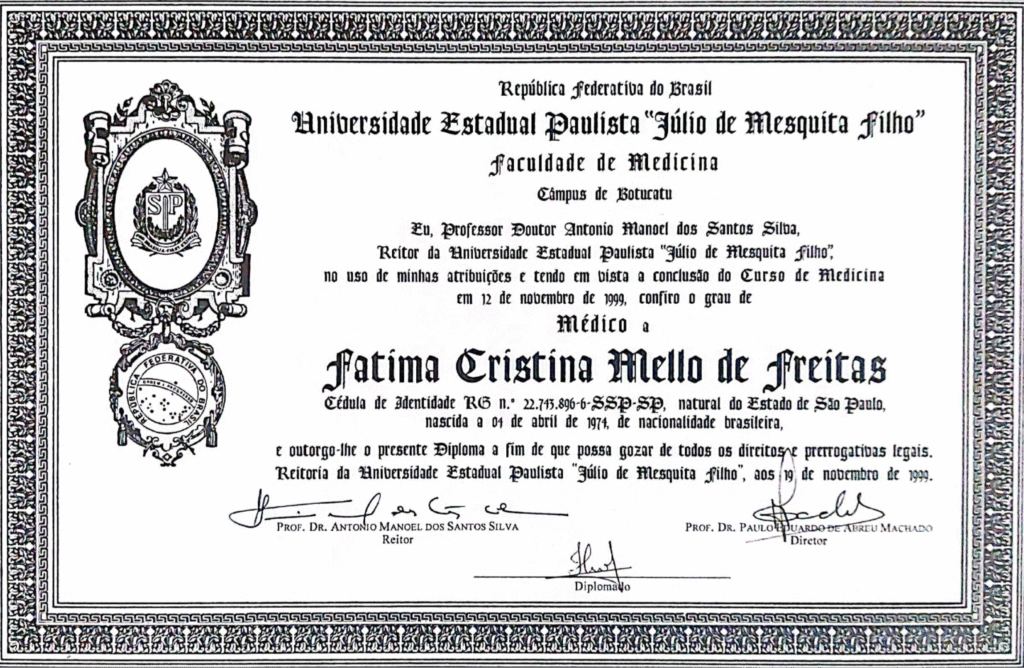 República Federativa do Brasil
Universidade Estadual Paulista "Júlio de Mesquita Filho"
Faculdade de Medicina
Câmpus de Botucatu
Eu, Professor Doutor Antonio Manoel dos Santos Silva,
Reitor da Universidade Estadual Paulista "Júlio de Mesquita Filho",
no uso de minhas atribuições e tendo em vista a conclusão do Curso de Medicina
em 12 de novembro de 1999, confiro o grau de
Médico a
Fatima Cristina Mello de Freitas
Cédula de Identidade RG n.º 22.743.896-6-SSP-SP, natural do Estado de São Paulo,
nascida a 04 de abril de 1974, de nacionalidade brasileira,
e outorgo-lhe o presente Diploma a fim de que possa gozar de todos os direitos e prerrogativas legais.
Reitoria da Universidade Estadual Paulista "Júlio de Mesquita Filho", aos 19 de novembro de 1999.
PROF. DR. ANTONIO MANOEL DOS SANTOS SILVA
Reitor
PROF. DR. PAULO EDUARDO DE ABREU MACHADO
Diretor
Diplomado
SP
REPÚBLICA FEDERATIVA DO BRASIL